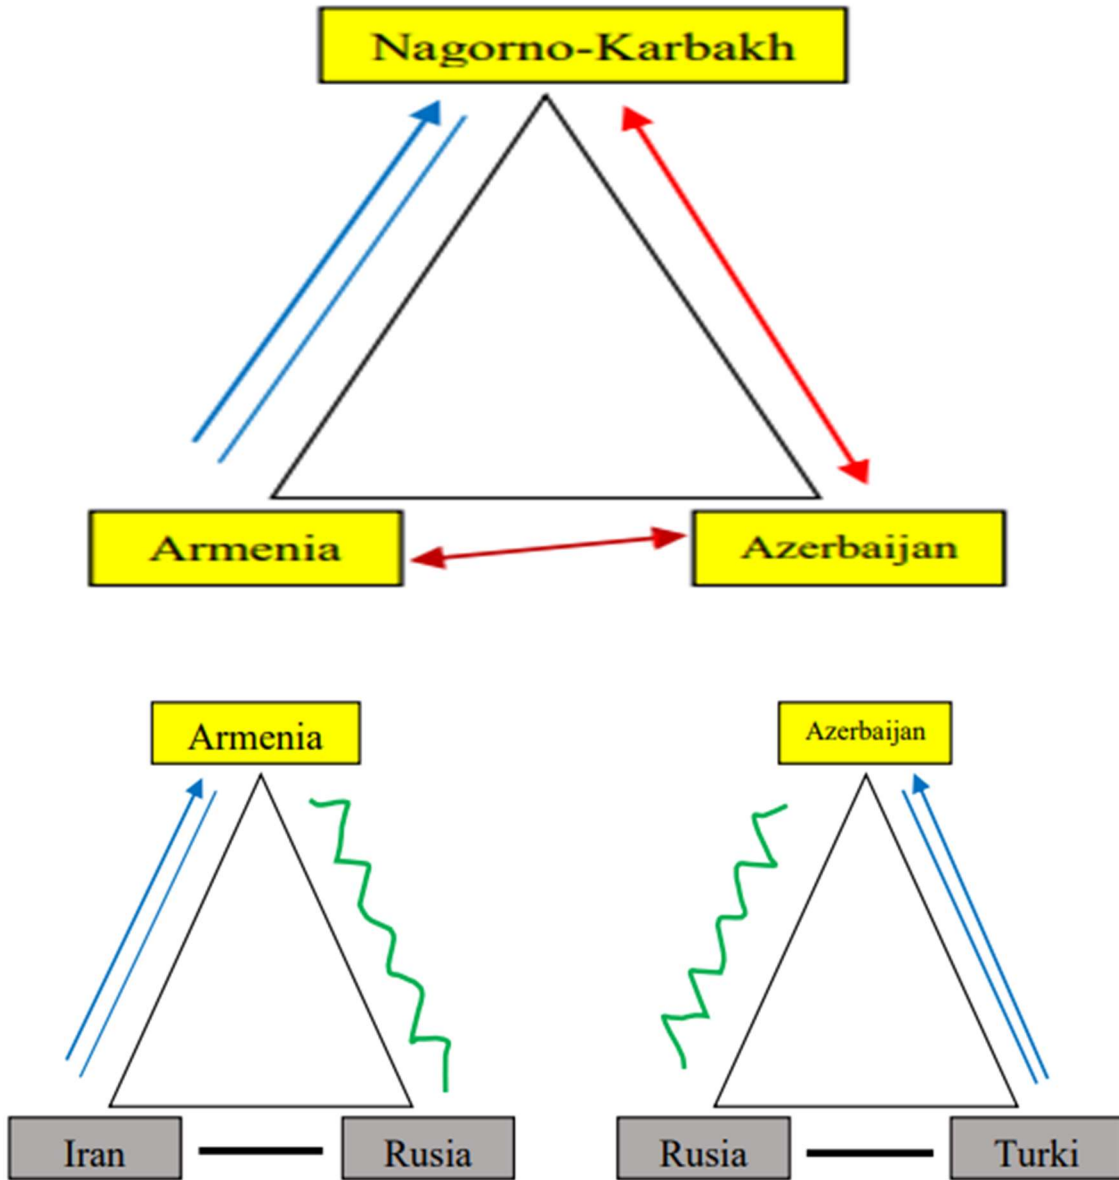 Nagorno-Karbakh
Armenia
Azerbaijan
Armenia
Azerbaijan
Iran
Rusia
Rusia
Turki